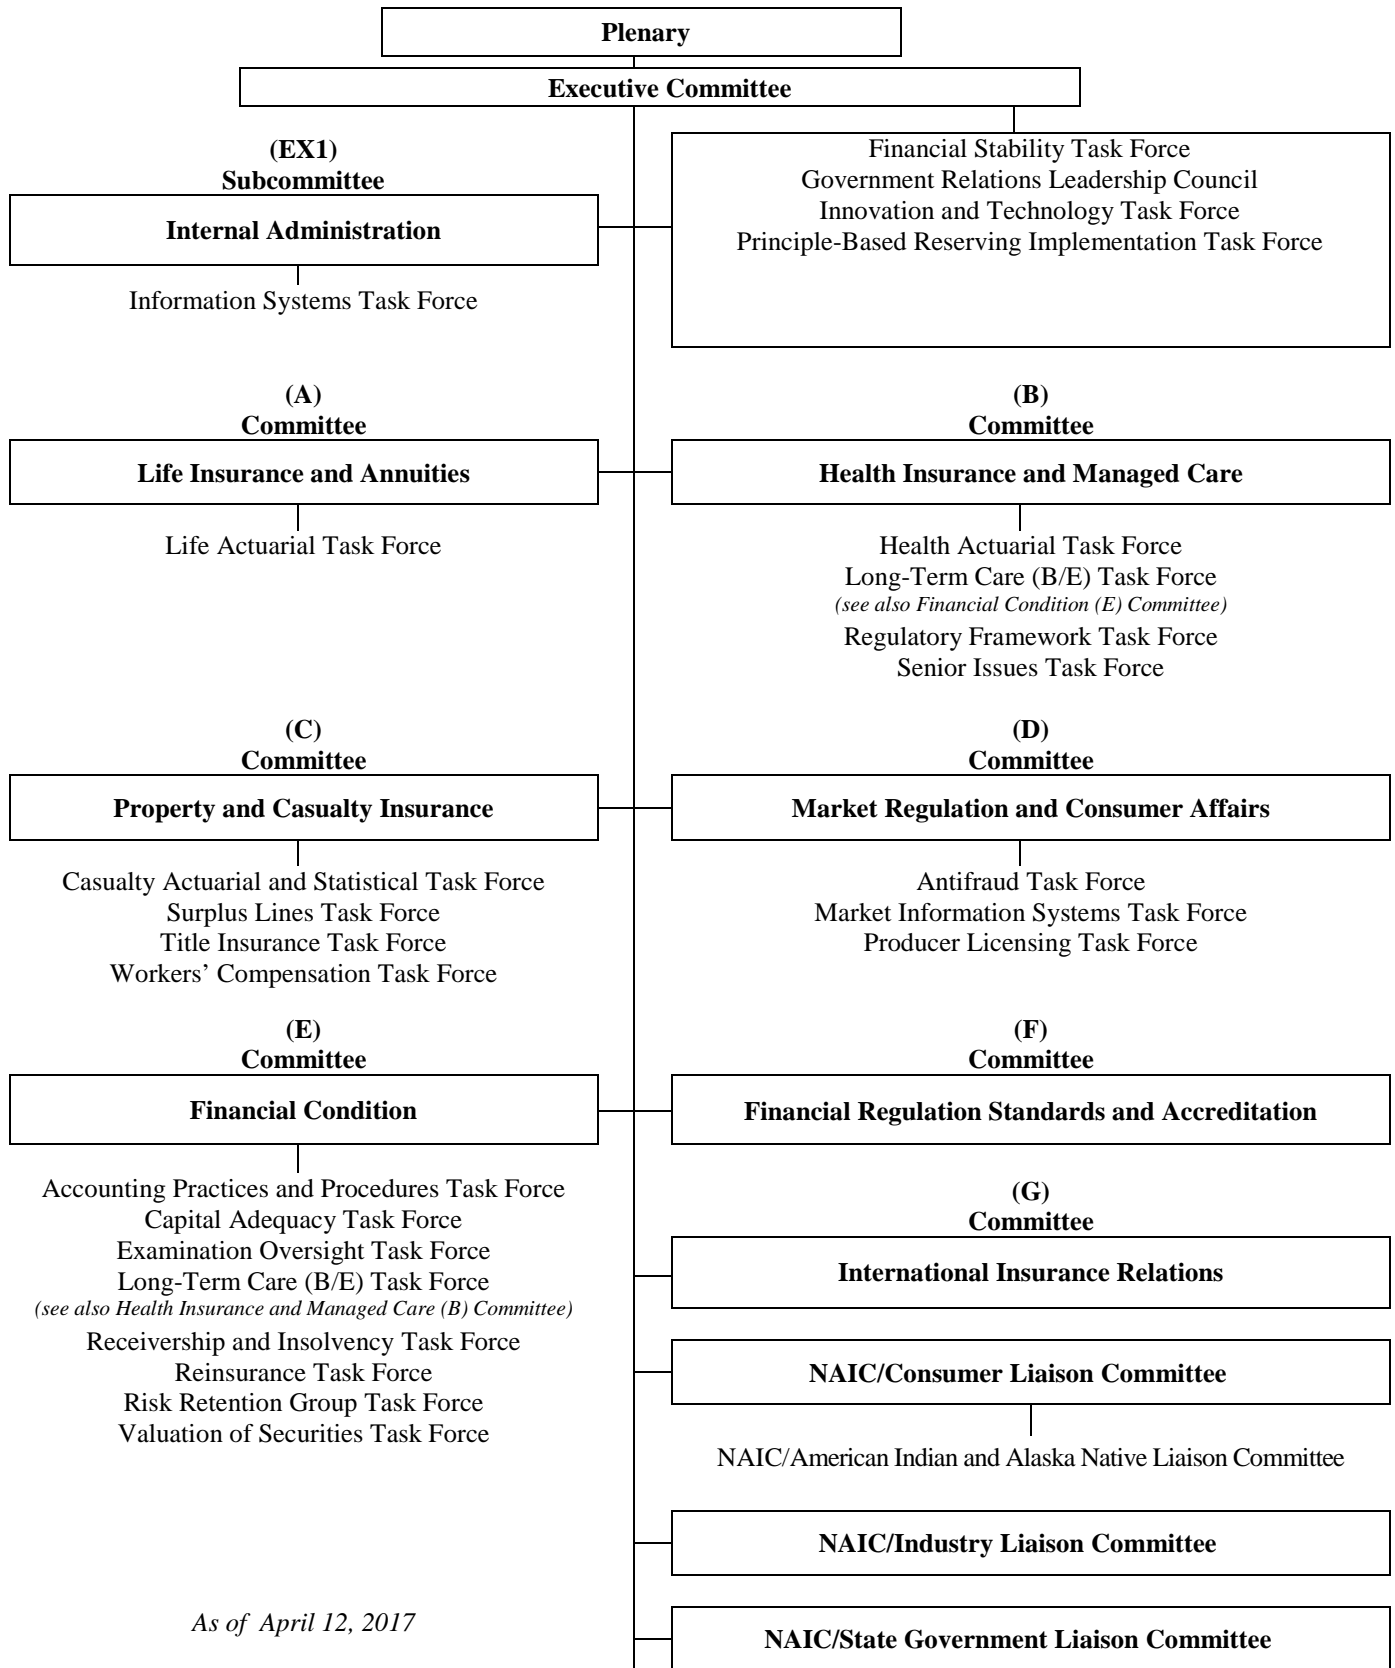 Plenary
Executive Committee
(EX1)
Subcommittee
Internal Administration
Information Systems Task Force
Financial Stability Task Force
Government Relations Leadership Council
Innovation and Technology Task Force
Principle-Based Reserving Implementation Task Force
(A)
Committee
Life Insurance and Annuities
Life Actuarial Task Force
(B)
Committee
Health Insurance and Managed Care
Health Actuarial Task Force
Long-Term Care (B/E) Task Force
(see also Financial Condition (E) Committee)
Regulatory Framework Task Force
Senior Issues Task Force
(C)
Committee
Property and Casualty Insurance
Casualty Actuarial and Statistical Task Force
Surplus Lines Task Force
Title Insurance Task Force
Workers’ Compensation Task Force
(D)
Committee
Market Regulation and Consumer Affairs
Antifraud Task Force
Market Information Systems Task Force
Producer Licensing Task Force
(E)
Committee
Financial Condition
Accounting Practices and Procedures Task Force
Capital Adequacy Task Force
Examination Oversight Task Force
Long-Term Care (B/E) Task Force
(see also Health Insurance and Managed Care (B) Committee)
Receivership and Insolvency Task Force
Reinsurance Task Force
Risk Retention Group Task Force
Valuation of Securities Task Force
(F)
Committee
Financial Regulation Standards and Accreditation
(G)
Committee
International Insurance Relations
NAIC/Consumer Liaison Committee
NAIC/American Indian and Alaska Native Liaison Committee
NAIC/Industry Liaison Committee
NAIC/State Government Liaison Committee
As of April 12, 2017